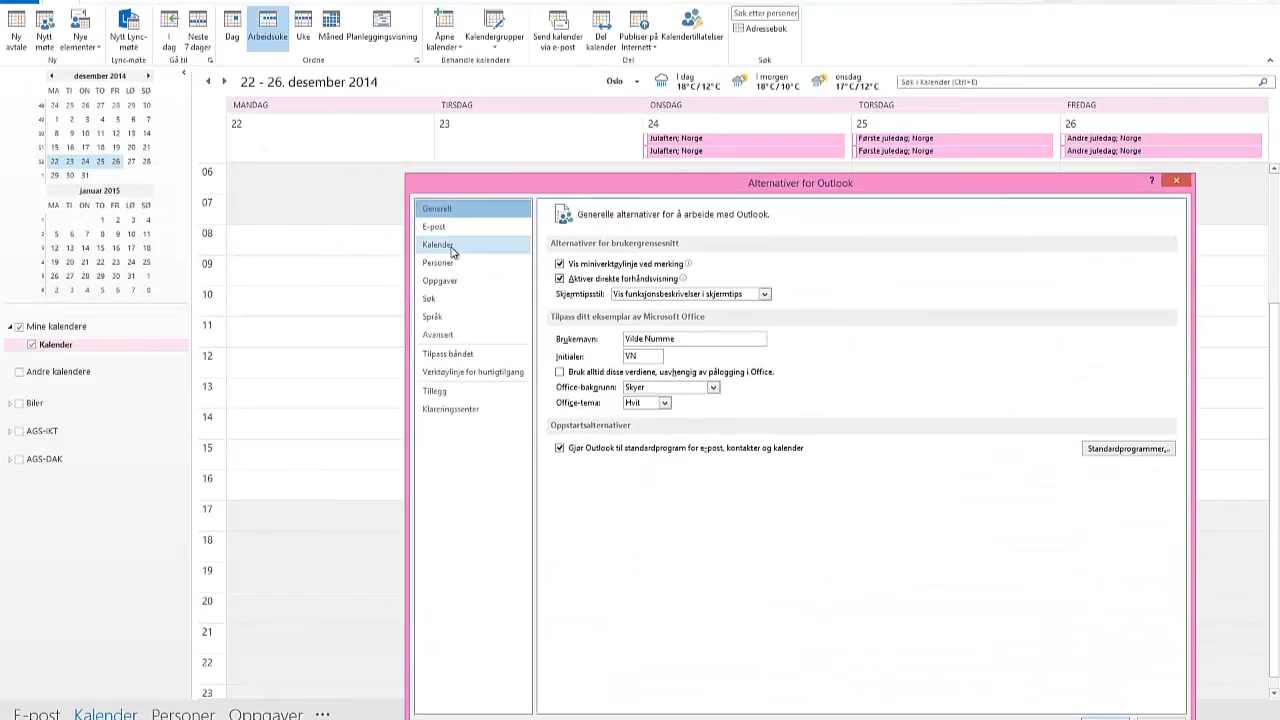 Ny avtale
Nytt møte
Nye elementer
Nytt Lync-møte
I dag
Neste 7 dager
Dag
Arbeidsuke
Uke
Måned
Planleggingsvisning
Åpne kalender
Kalendergrupper
Send kalender via e-post
Del kalender
Publiser på Internett
Kalendertillatelser
Søk etter personer
Adressebok
Ny
Lync-møte
Gå til
Ordne
Behandle kalendere
Del
Søk
desember 2014
MA TI ON TO FR LØ SØ
48 24 25 26 27 28 29 30
49 1 2 3 4 5 6 7
50 8 9 10 11 12 13 14
51 15 16 17 18 19 20 21
52 22 23 24 25 26 27 28
1 29 30 31
januar 2015
MA TI ON TO FR LØ SØ
1 1 2 3 4
2 5 6 7 8 9 10 11
3 12 13 14 15 16 17 18
4 19 20 21 22 23 24 25
5 26 27 28 29 30 31 1
6 2 3 4 5 6 7 8
Mine kalendere
Kalender
Andre kalendere
Biler
AGS-IKT
AGS-DAK
22 - 26. desember 2014
Oslo
I dag
18°C/12°C
I morgen
18°C/10°C
onsdag
17°C/12°C
Søk i Kalender (Ctrl+E)
MANDAG TIRSDAG ONSDAG TORSDAG FREDAG
22 23 24 25 26
Julaften; Norge Første juledag; Norge Andre juledag; Norge
Julaften; Norge Første juledag; Norge Andre juledag; Norge
06
07
08
09
10
11
12
13
14
15
16
17
18
19
20
21
22
23
Alternativer for Outlook
?
Generelt
E-post
Kalender
Personer
Oppgaver
Søk
Språk
Avansert
Tilpass båndet
Verktøylinje for hurtigtilgang
Tillegg
Klareringssenter
Generelle alternativer for å arbeide med Outlook.
Alternativer for brukergrensesnitt
Vis miniverktøylinje ved merking
Aktiver direkte forhåndsvisning
Skjermtipsstil: Vis funksjonsbeskrivelser i skjermtips
Tilpass ditt eksemplar av Microsoft Office
Brukernavn: Vilde Numme
Initialer: VN
Bruk alltid disse verdiene, uavhengig av pålogging i Office.
Office-bakgrunn: Skyer
Office-tema: Hvit
Oppstartsalternativer
Gjør Outlook til standardprogram for e-post, kontakter og kalender
Standardprogrammer...
E-post Kalender Personer Oppgaver ...